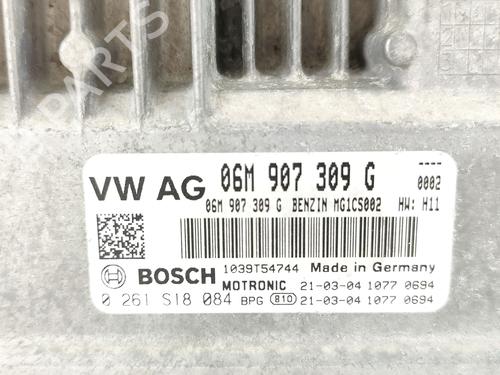 PARTS
VW AG 06M 907 309 G ---- 0002
06M 907 309 G BENZIN MG1CS002 HW: H11
BOSCH 1039T54744 Made in Germany
MOTRONIC 21-03-04 1077 0694
0 261 S18 084 BPG 810 21-03-04 1077 0694